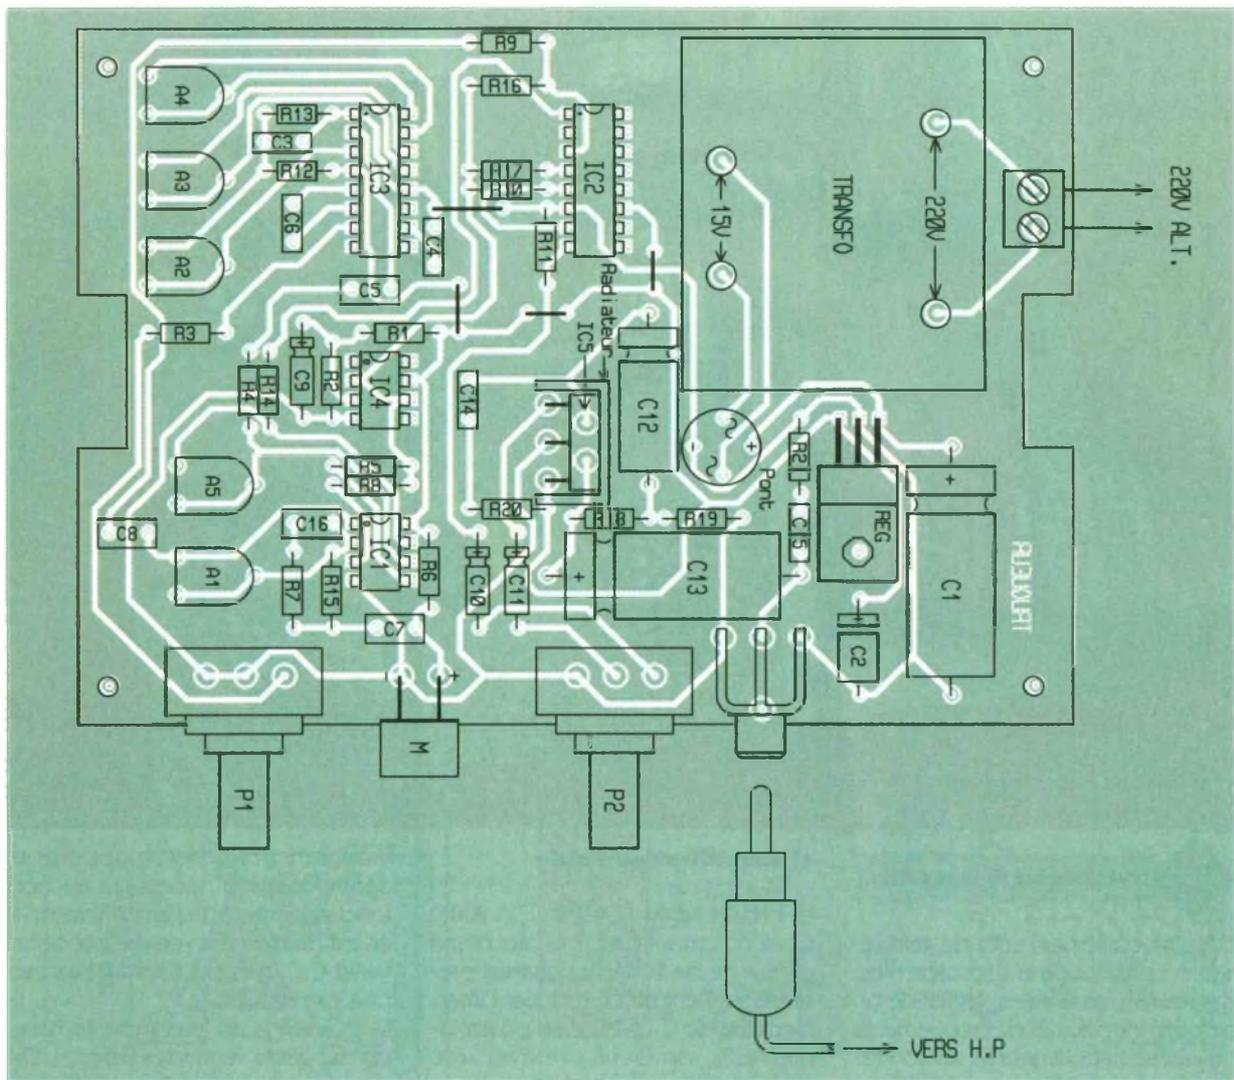 R9
A4
R16
R13
C3
IC3
IC2
A3
R12
R17
R10
TRANSFO
15V
220V
220V ALT.
C6
C4
R11
A2
C5
Radiateur
IC5
R3
R1
R4
R14
C9
R2
IC4
C14
C12
Pont
R2
A5
R5
R8
REG
C8
C16
IC1
R20
R18
R19
C15
A1
R7
R15
R6
C10
C11
C13
C1
C7
C2
+
-
M
P1
P2
VERS H.P